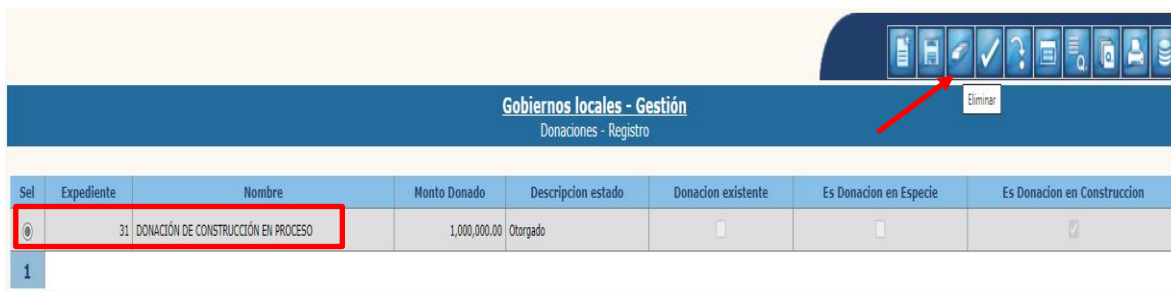 Eliminar
Gobiernos locales - Gestión
Donaciones - Registro
Sel Expediente Nombre Monto Donado Descripcion estado Donacion existente Es Donacion en Especie Es Donacion en Construccion
31 DONACIÓN DE CONSTRUCCIÓN EN PROCESO 1,000,000.00 Otorgado
1